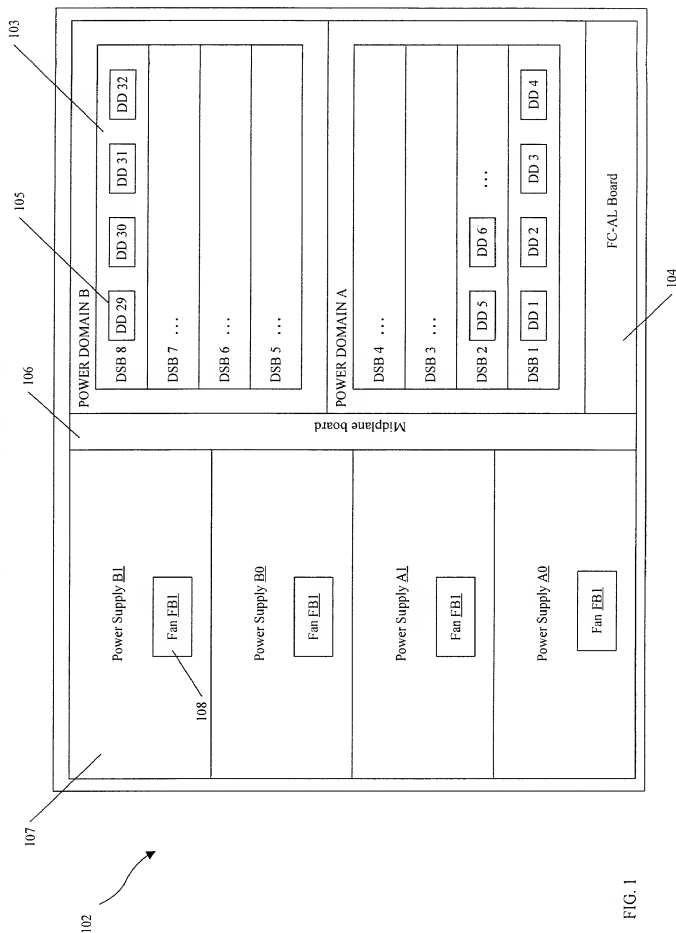 102
107
106
105
103
Power Supply B1
Fan FB1
108
Power Supply B0
Fan FB1
Power Supply A1
Fan FB1
Power Supply A0
Fan FB1
Midplane board
POWER DOMAIN B
DSB 8
DD 29
DD 30
DD 31
DD 32
DSB 7 ...
DSB 6 ...
DSB 5 ...
POWER DOMAIN A
DSB 4 ...
DSB 3 ...
DSB 2
DD 5
DD 6
...
DSB 1
DD 1
DD 2
DD 3
DD 4
FC-AL Board
104
FIG. 1